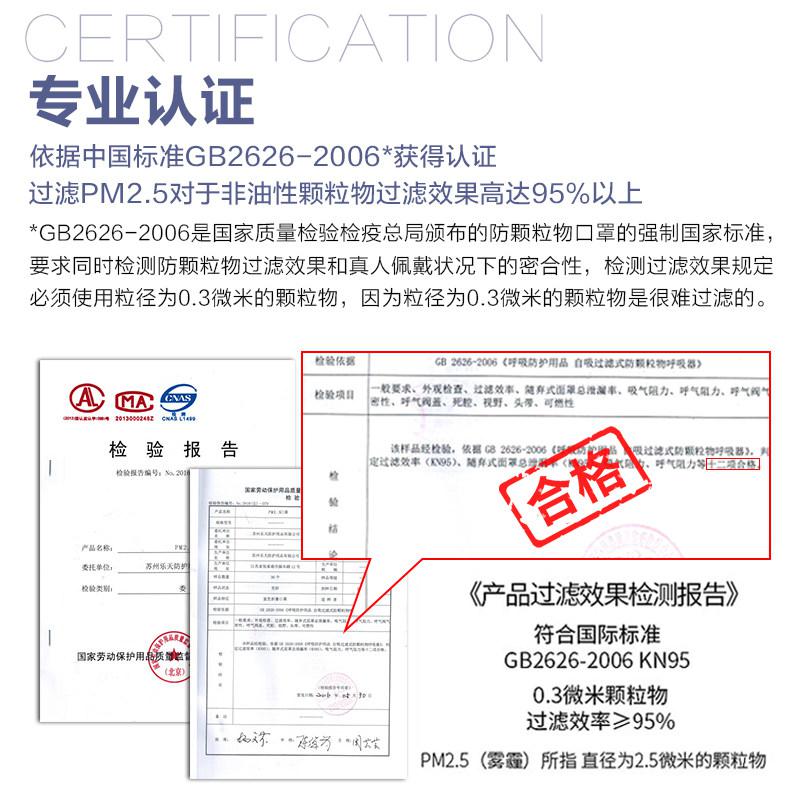 CERTIFICATION
专业认证
依据中国标准GB2626-2006*获得认证
过滤PM2.5对于非油性颗粒物过滤效果高达95%以上
*GB2626-2006是国家质量检验检疫总局颁布的防颗粒物口罩的强制国家标准，
要求同时检测防颗粒物过滤效果和真人佩戴状况下的密合性，检测过滤效果规定
必须使用粒径为0.3微米的颗粒物，因为粒径为0.3微米的颗粒物是很难过滤的。
检验依据
GB 2626-2006《呼吸防护用品 自吸过滤式防颗粒物呼吸器》
检验项目
一般要求、外观检查、过滤效率、随弃式面罩总泄漏率、吸气阻力、呼气阻力、呼气阀气
密性、呼气阀盖、死腔、视野、头带、可燃性
该样品经检验，依据 GB 2626-2006《呼吸防护用品 自吸过滤式防颗粒物呼吸器》，判
定过滤效率（KN95）、随弃式面罩总泄漏率
吸气阻力、呼气阻力等十二项合格。
检
验
结
论
合格
AL
MA
CNAS
2013000248Z
CNAS L1499
检 验 报 告
检验报告编号：No.2016
产品名称：
PM2.
委托单位：
苏州乐天防护
检验类别：
委
国家劳动保护用品质量监督
(北京)
《产品过滤效果检测报告》
符合国际标准
GB2626-2006 KN95
0.3微米颗粒物
过滤效率≥95%
PM2.5（雾霾）所指 直径为2.5微米的颗粒物